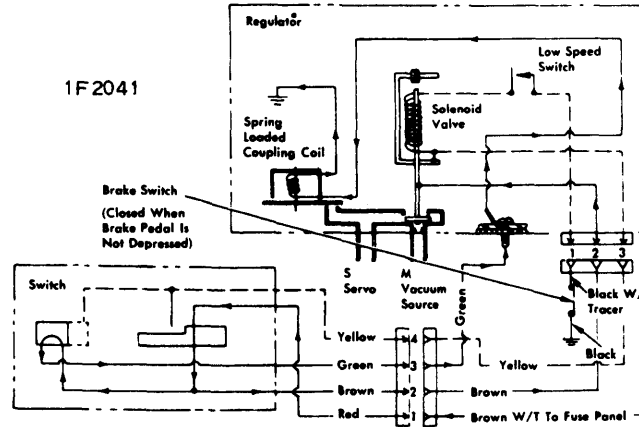 Regulator
1F2041
Low Speed
Switch
Solenoid
Valve
Spring
Loaded
Coupling Coil
Brake Switch
(Closed When
Brake Pedal Is
Not Depressed)
S
Servo
M
Vacuum
Source
Green
1 2 3
Black W/
Tracer
Black
Switch
Yellow
4
Yellow
Green
3
Brown
2
Brown
Red
1
Brown W/T To Fuse Panel